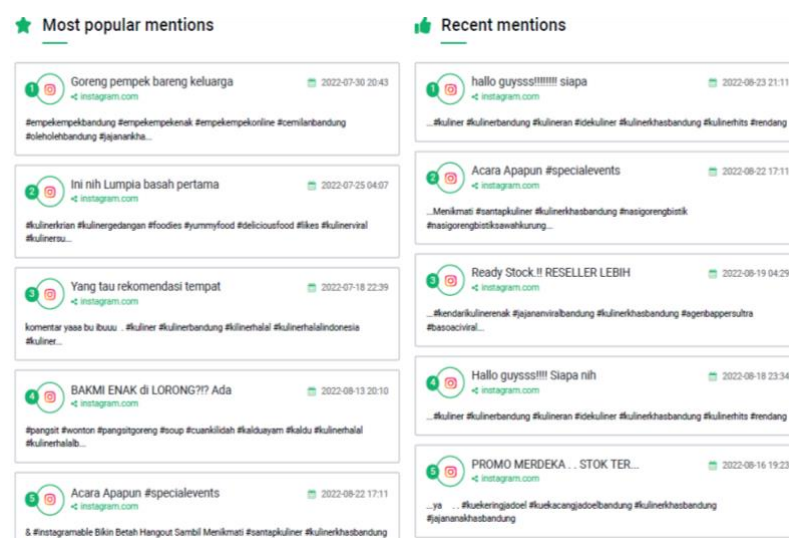 Most popular mentions
1
Goreng pempek bareng keluarga
2022-07-30 20:43
instagram.com
#empekempekbandung #empekempekenak #empekempekonline #cemilanbandung
#oleholehbandung #jajanankha...
2
Ini nih Lumpia basah pertama
2022-07-25 04:07
instagram.com
#kulinerkrian #kulinergedangan #foodies #yummyfood #deliciousfood #likes #kulinerviral
#kulinersu...
3
Yang tau rekomendasi tempat
2022-07-18 22:39
instagram.com
komentar yaaa bu ibuuu . #kuliner #kulinerbandung #kilinerhalal #kulinerhalalindonesia
#kuliner...
4
BAKMI ENAK di LORONG?!? Ada
2022-08-13 20:10
instagram.com
#pangsit #wonton #pangsitgoreng #soup #cuankilidah #kalduayam #kaldu #kulinerhalal
#kulinerhalalb...
5
Acara Apapun #specialevents
2022-08-22 17:11
instagram.com
& #instagramable Bikin Betah Hangout Sambil Menikmati #santapkuliner #kulinerkhasbandung
Recent mentions
1
hallo guysss!!!!!!!!! siapa
2022-08-23 21:11
instagram.com
...#kuliner #kulinerbandung #kulineran #idekuliner #kulinerkhasbandung #kulinerhits #rendang
2
Acara Apapun #specialevents
2022-08-22 17:11
instagram.com
...Menikmati #santapkuliner #kulinerkhasbandung #nasigorengbistik
#nasigorengbistiksawahkurung...
3
Ready Stock.!! RESELLER LEBIH
2022-08-19 04:29
instagram.com
...#kendarikulinerenak #jajananviralbandung #kulinerkhasbandung #agenbappersultra
#basoaciviral...
4
Hallo guysss!!!! Siapa nih
2022-08-18 23:34
instagram.com
...#kuliner #kulinerbandung #kulineran #idekuliner #kulinerkhasbandung #kulinerhits #rendang
5
PROMO MERDEKA . . STOK TER...
2022-08-16 19:23
instagram.com
...ya . . #kuekeringjadoel #kuekacangjadoelbandung #kulinerkhasbandung
#jajananakhasbandung